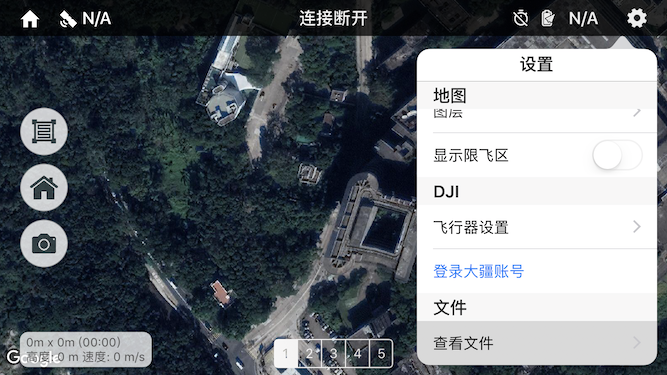 N/A
连接断开
N/A
设置
地图
图层
显示限飞区
DJI
飞行器设置
登录大疆账号
文件
查看文件
0m x 0m (00:00)
高度: 0 m 速度: 0 m/s
Google
1 2 3 4 5